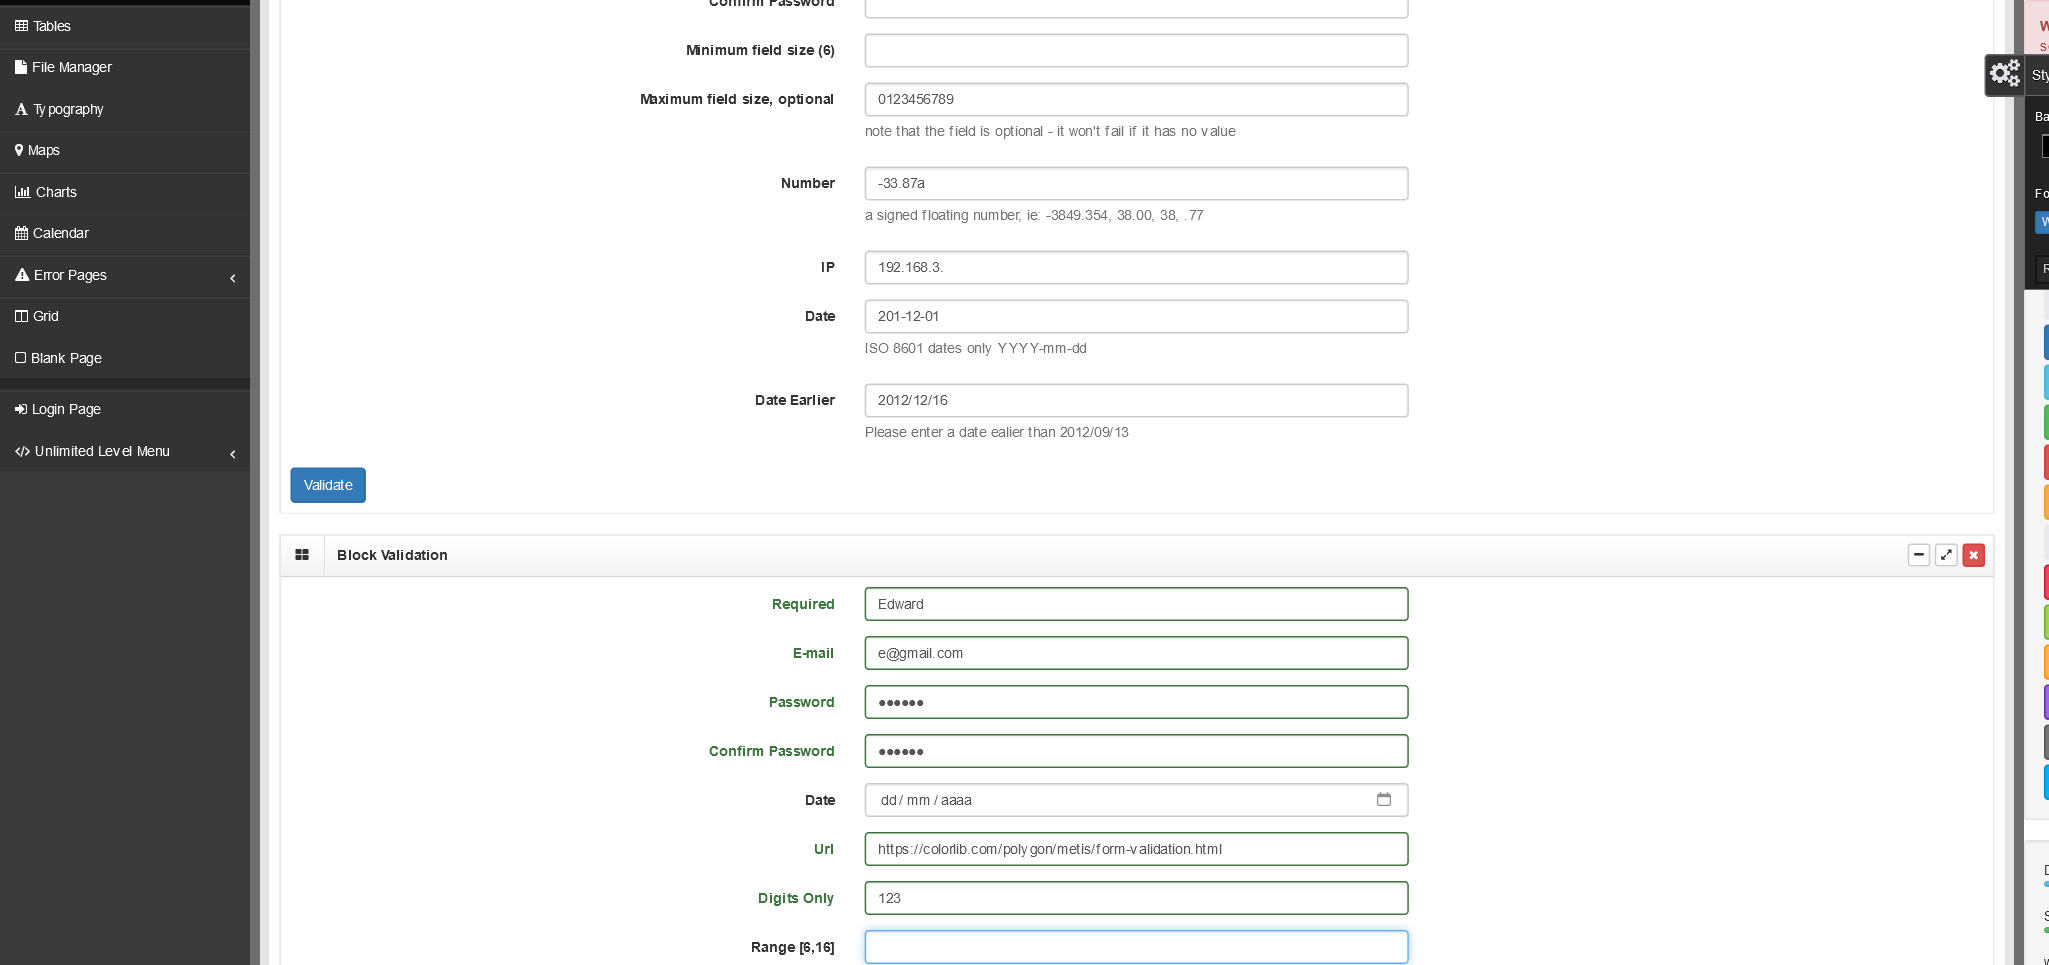 Tables
File Manager
Typography
Maps
Charts
Calendar
Error Pages
Grid
Blank Page
Login Page
Unlimited Level Menu
Confirm Password
Minimum field size (6)
Maximum field size, optional
0123456789
note that the field is optional - it won't fail if it has no value
Number
-33.87a
a signed floating number, ie: -3849.354, 38.00, 38, .77
IP
192.168.3.
Date
201-12-01
ISO 8601 dates only YYYY-mm-dd
Date Earlier
2012/12/16
Please enter a date ealier than 2012/09/13
Validate
Block Validation
Required
Edward
E-mail
e@gmail.com
Password
Confirm Password
Date
dd/mm/aaaa
Url
https://colorlib.com/polygon/metis/form-validation.html
Digits Only
123
Range [6,16]
Sty
Ba
Fo